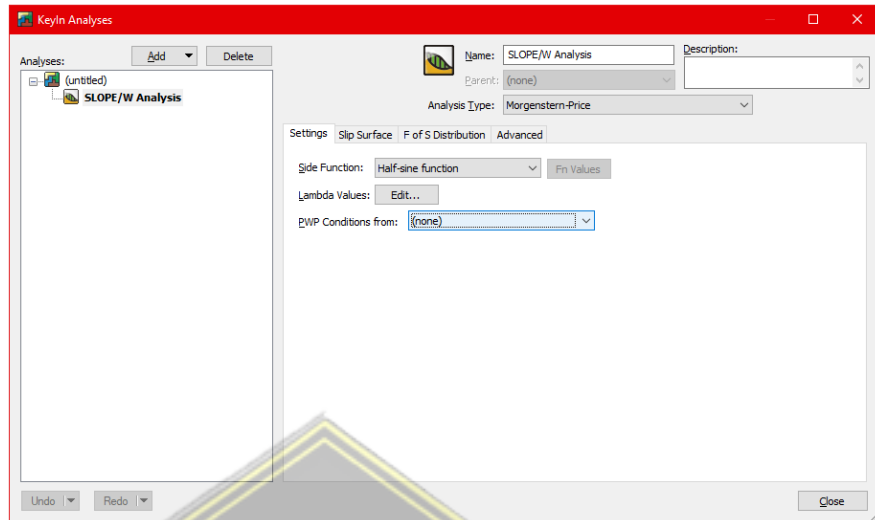 KeyIn Analyses
Analyses:
Add
Delete
(untitled)
SLOPE/W Analysis
Name: SLOPE/W Analysis
Description:
Parent: (none)
Analysis Type: Morgenstern-Price
Settings Slip Surface F of S Distribution Advanced
Side Function: Half-sine function Fn Values
Lambda Values: Edit...
PWP Conditions from: (none)
Undo Redo
Close